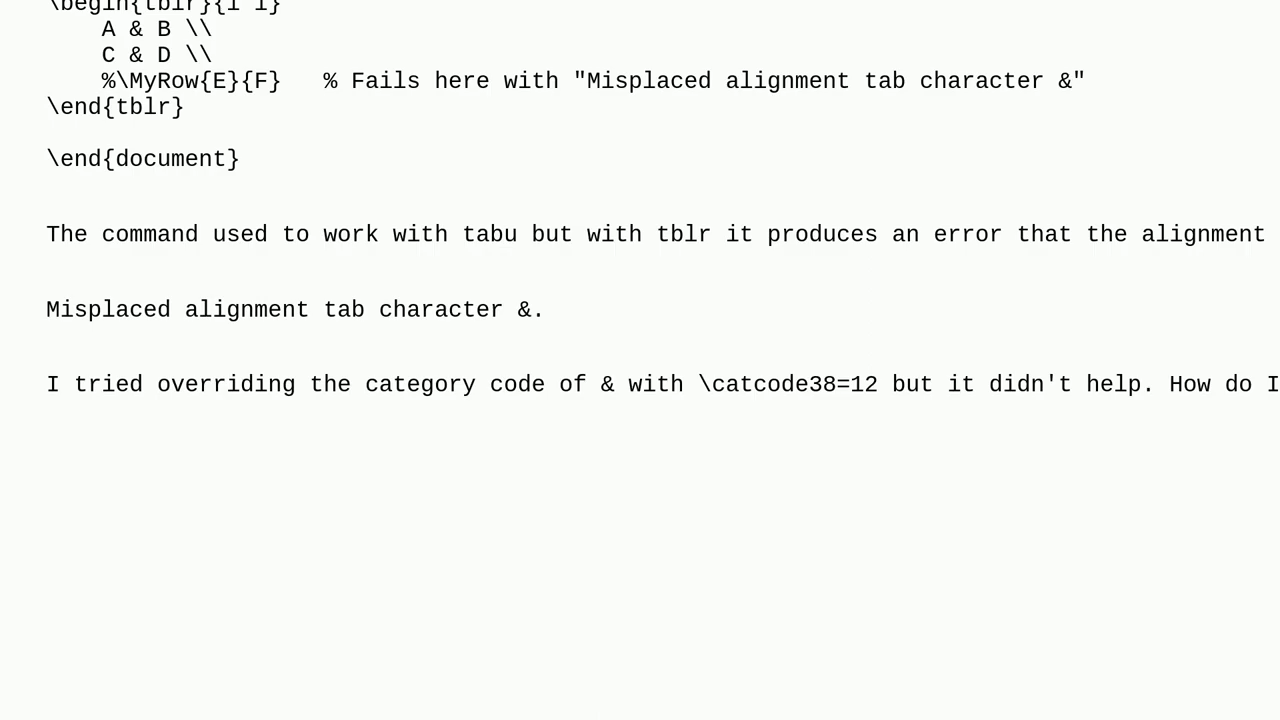 \begin{tblr}{l l}
    A & B \\
    C & D \\
    %\MyRow{E}{F}   % Fails here with "Misplaced alignment tab character &"
\end{tblr}
\end{document}
The command used to work with tabu but with tblr it produces an error that the alignment
Misplaced alignment tab character &.
I tried overriding the category code of & with \catcode38=12 but it didn't help. How do I